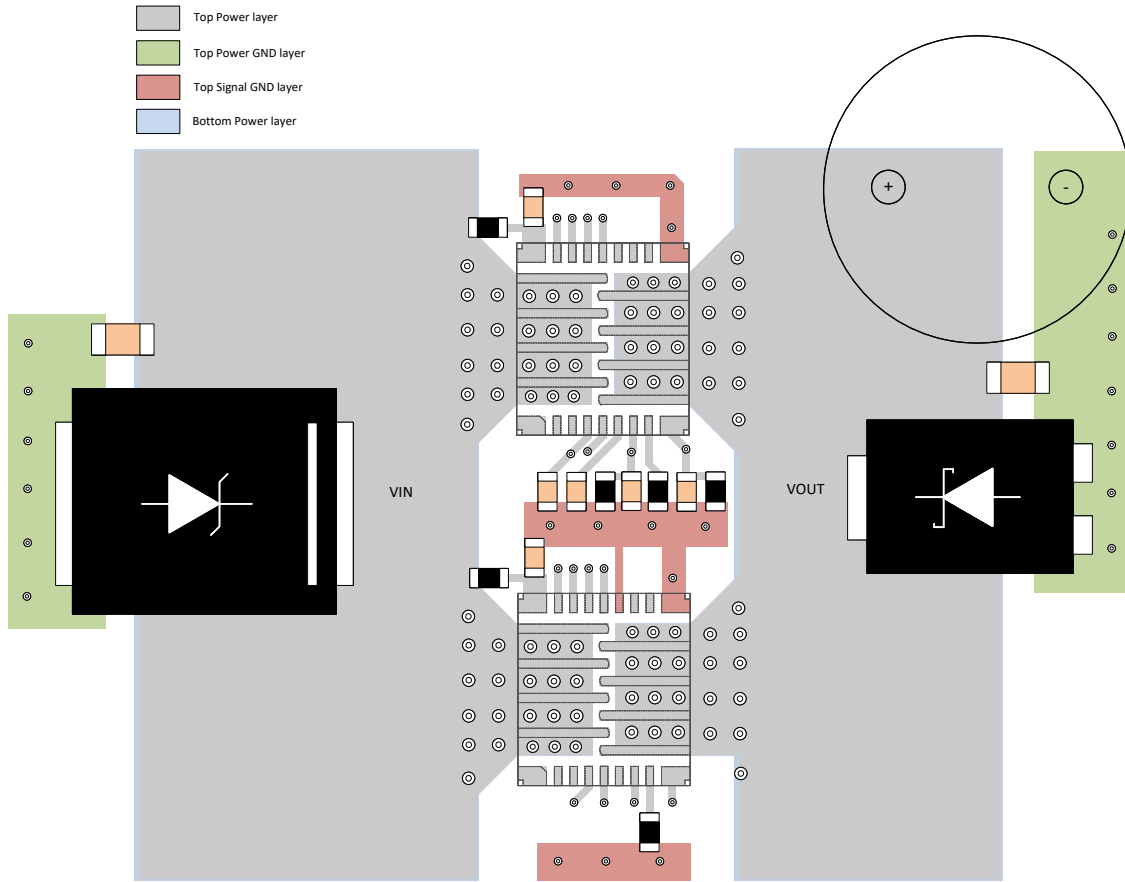 Top Power layer
Top Power GND layer
Top Signal GND layer
Bottom Power layer
+
-
VIN
VOUT